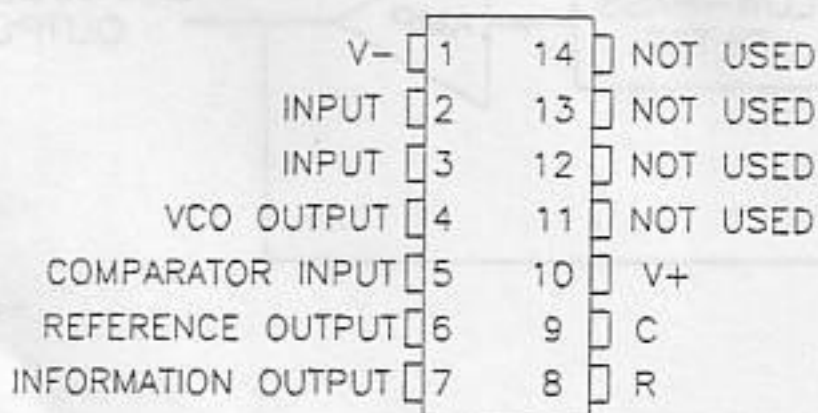 V- 1 14 NOT USED
INPUT 2 13 NOT USED
INPUT 3 12 NOT USED
VCO OUTPUT 4 11 NOT USED
COMPARATOR INPUT 5 10 V+
REFERENCE OUTPUT 6 9 C
INFORMATION OUTPUT 7 8 R